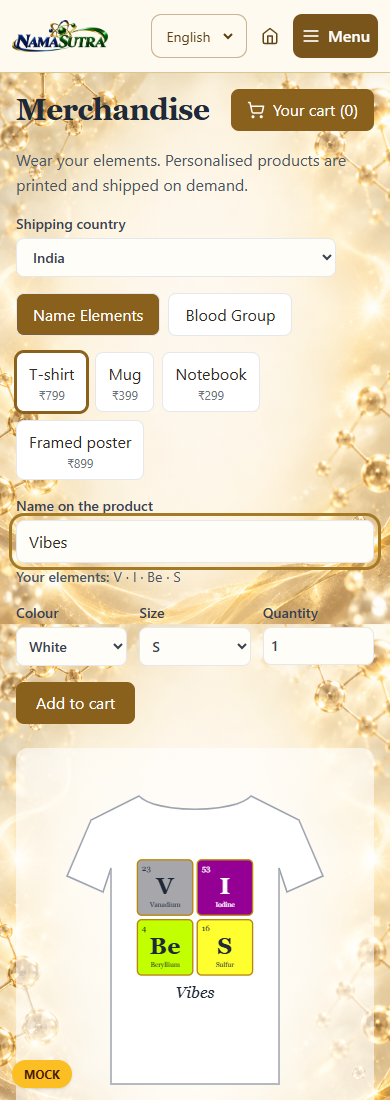 NAMASUTRA
English
Menu
Merchandise
Your cart (0)
Wear your elements. Personalised products are
printed and shipped on demand.
Shipping country
India
Name Elements
Blood Group
T-shirt
₹799
Mug
₹399
Notebook
₹299
Framed poster
₹899
Name on the product
Vibes
Your elements: V · I · Be · S
Colour
Size
Quantity
White
S
1
Add to cart
23
V
Vanadium
53
I
Iodine
4
Be
Beryllium
16
S
Sulfur
Vibes
MOCK